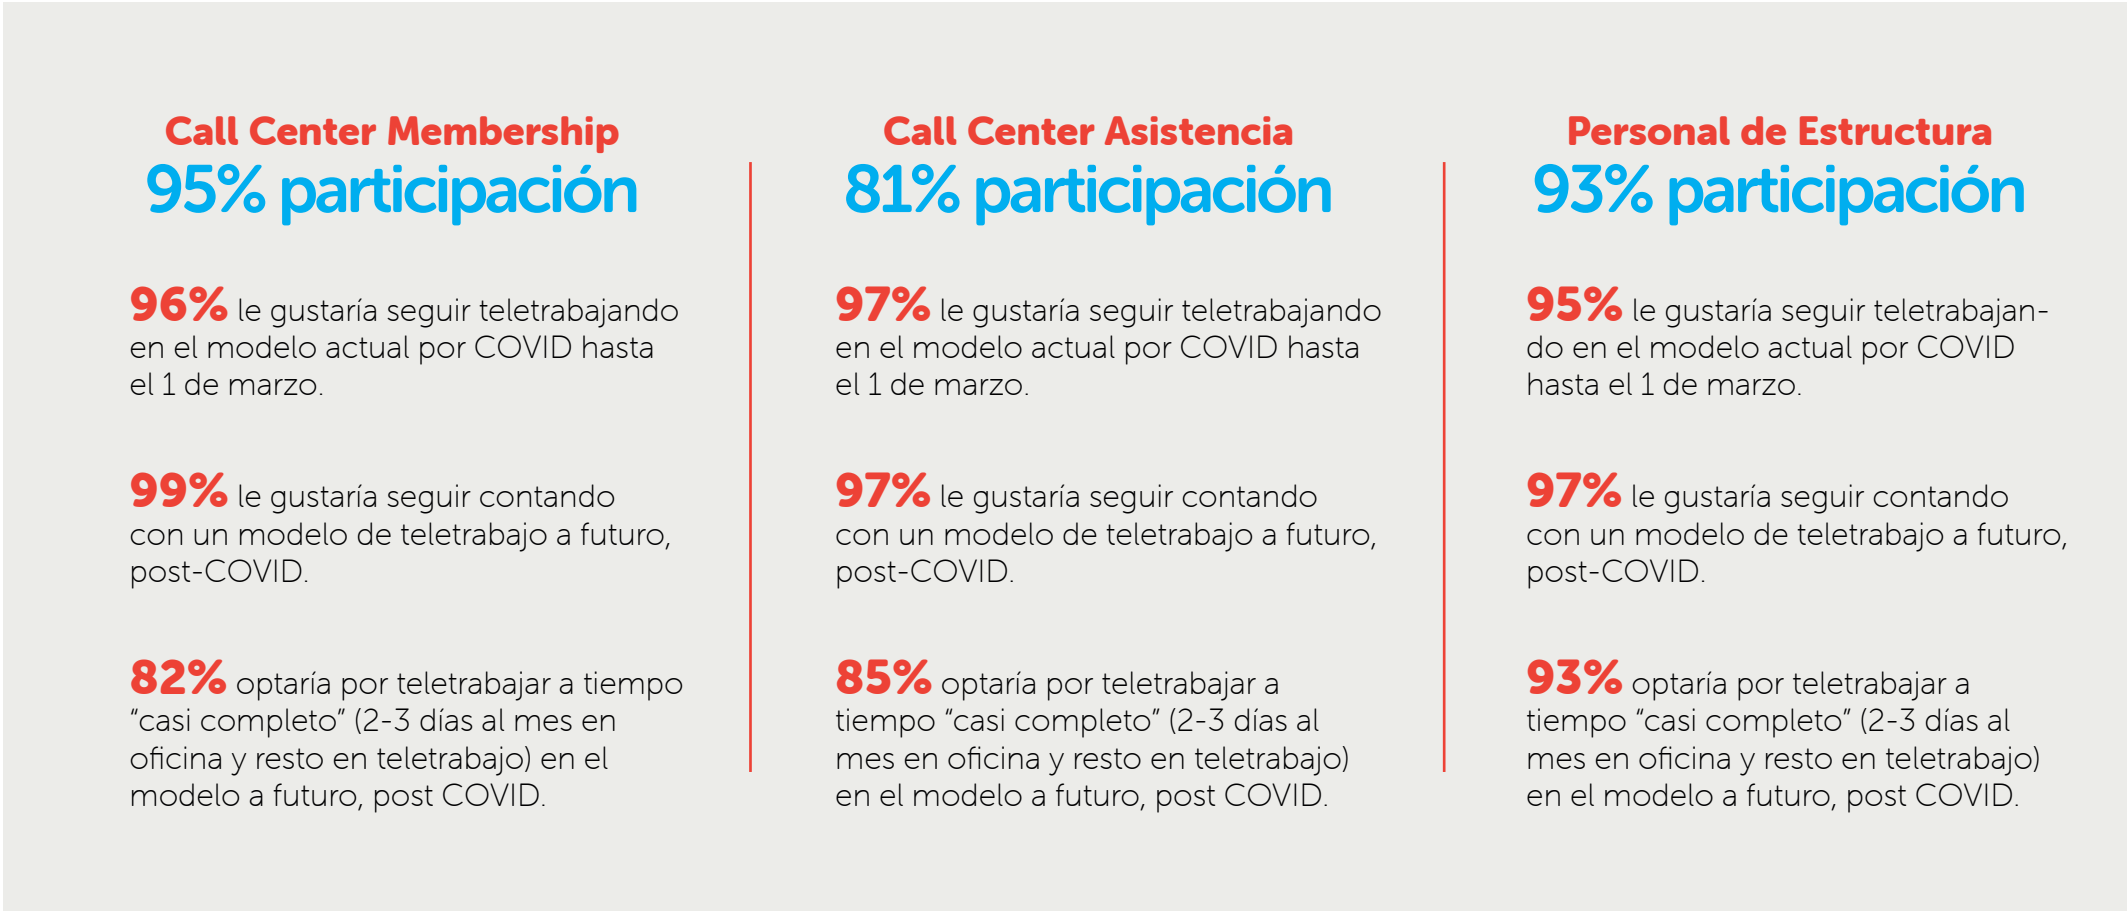 Call Center Membership
95% participación
96% le gustaría seguir teletrabajando
en el modelo actual por COVID hasta
el 1 de marzo.
99% le gustaría seguir contando
con un modelo de teletrabajo a futuro,
post-COVID.
82% optaría por teletrabajar a tiempo
“casi completo” (2-3 días al mes en
oficina y resto en teletrabajo) en el
modelo a futuro, post COVID.
Call Center Asistencia
81% participación
97% le gustaría seguir teletrabajando
en el modelo actual por COVID hasta
el 1 de marzo.
97% le gustaría seguir contando
con un modelo de teletrabajo a futuro,
post-COVID.
85% optaría por teletrabajar a
tiempo “casi completo” (2-3 días al
mes en oficina y resto en teletrabajo)
en el modelo a futuro, post COVID.
Personal de Estructura
93% participación
95% le gustaría seguir teletrabajan-
do en el modelo actual por COVID
hasta el 1 de marzo.
97% le gustaría seguir contando
con un modelo de teletrabajo a futuro,
post-COVID.
93% optaría por teletrabajar a
tiempo “casi completo” (2-3 días al
mes en oficina y resto en teletrabajo)
en el modelo a futuro, post COVID.